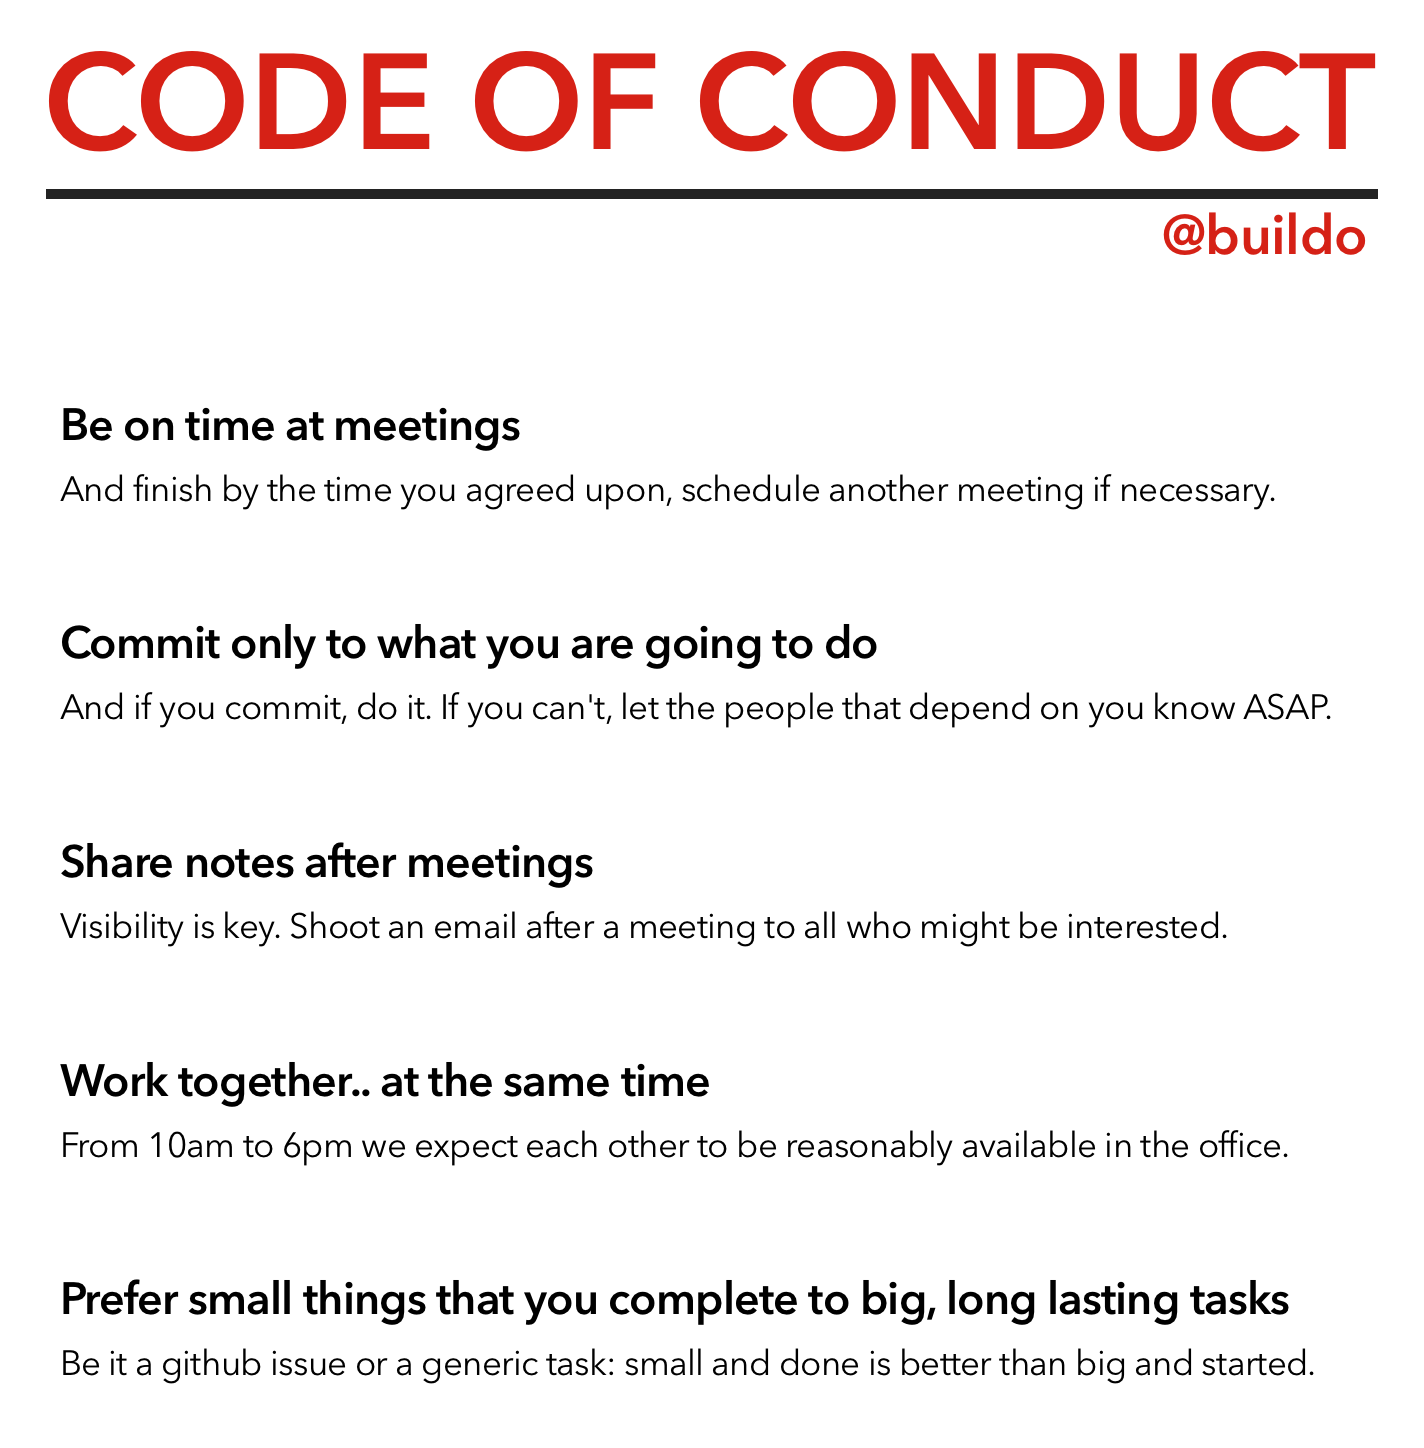 CODE OF CONDUCT
@buildo
Be on time at meetings
And finish by the time you agreed upon, schedule another meeting if necessary.
Commit only to what you are going to do
And if you commit, do it. If you can't, let the people that depend on you know ASAP.
Share notes after meetings
Visibility is key. Shoot an email after a meeting to all who might be interested.
Work together.. at the same time
From 10am to 6pm we expect each other to be reasonably available in the office.
Prefer small things that you complete to big, long lasting tasks
Be it a github issue or a generic task: small and done is better than big and started.